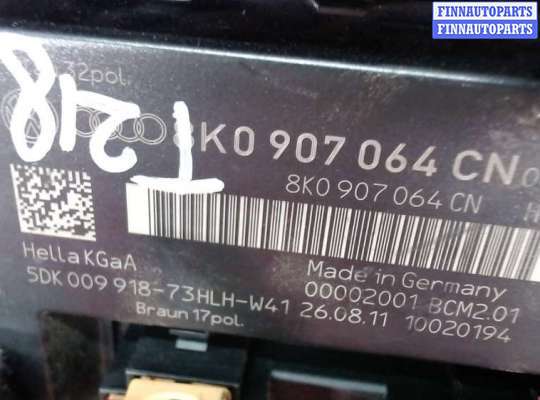 FINNAUTOPARTS
FINNAUTOPARTS
32pol.
T 218
8K0 907 064 CN
8K0 907 064 CN H
Hella KGaA
Made in Germany
5DK 009 918-73HLH-W41 26.08.11 10020194
00002001 BCM2.01
Braun 17pol.